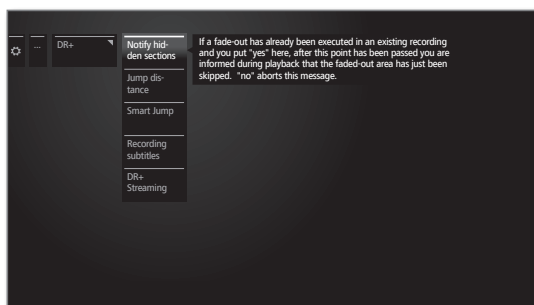 ...
DR+
Notify hid-
den sections
Jump dis-
tance
Smart Jump
Recording
subtitles
DR+
Streaming
If a fade-out has already been executed in an existing recording
and you put "yes" here, after this point has been passed you are
informed during playback that the faded-out area has just been
skipped.  "no" aborts this message.